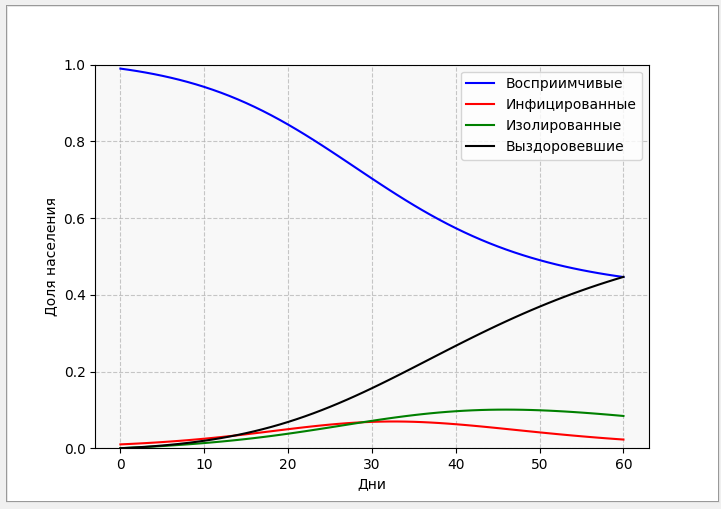 Восприимчивые
Инфицированные
Изолированные
Выздоровевшие
Доля населения
1.0
0.8
0.6
0.4
0.2
0.0
0 10 20 30 40 50 60
Дни